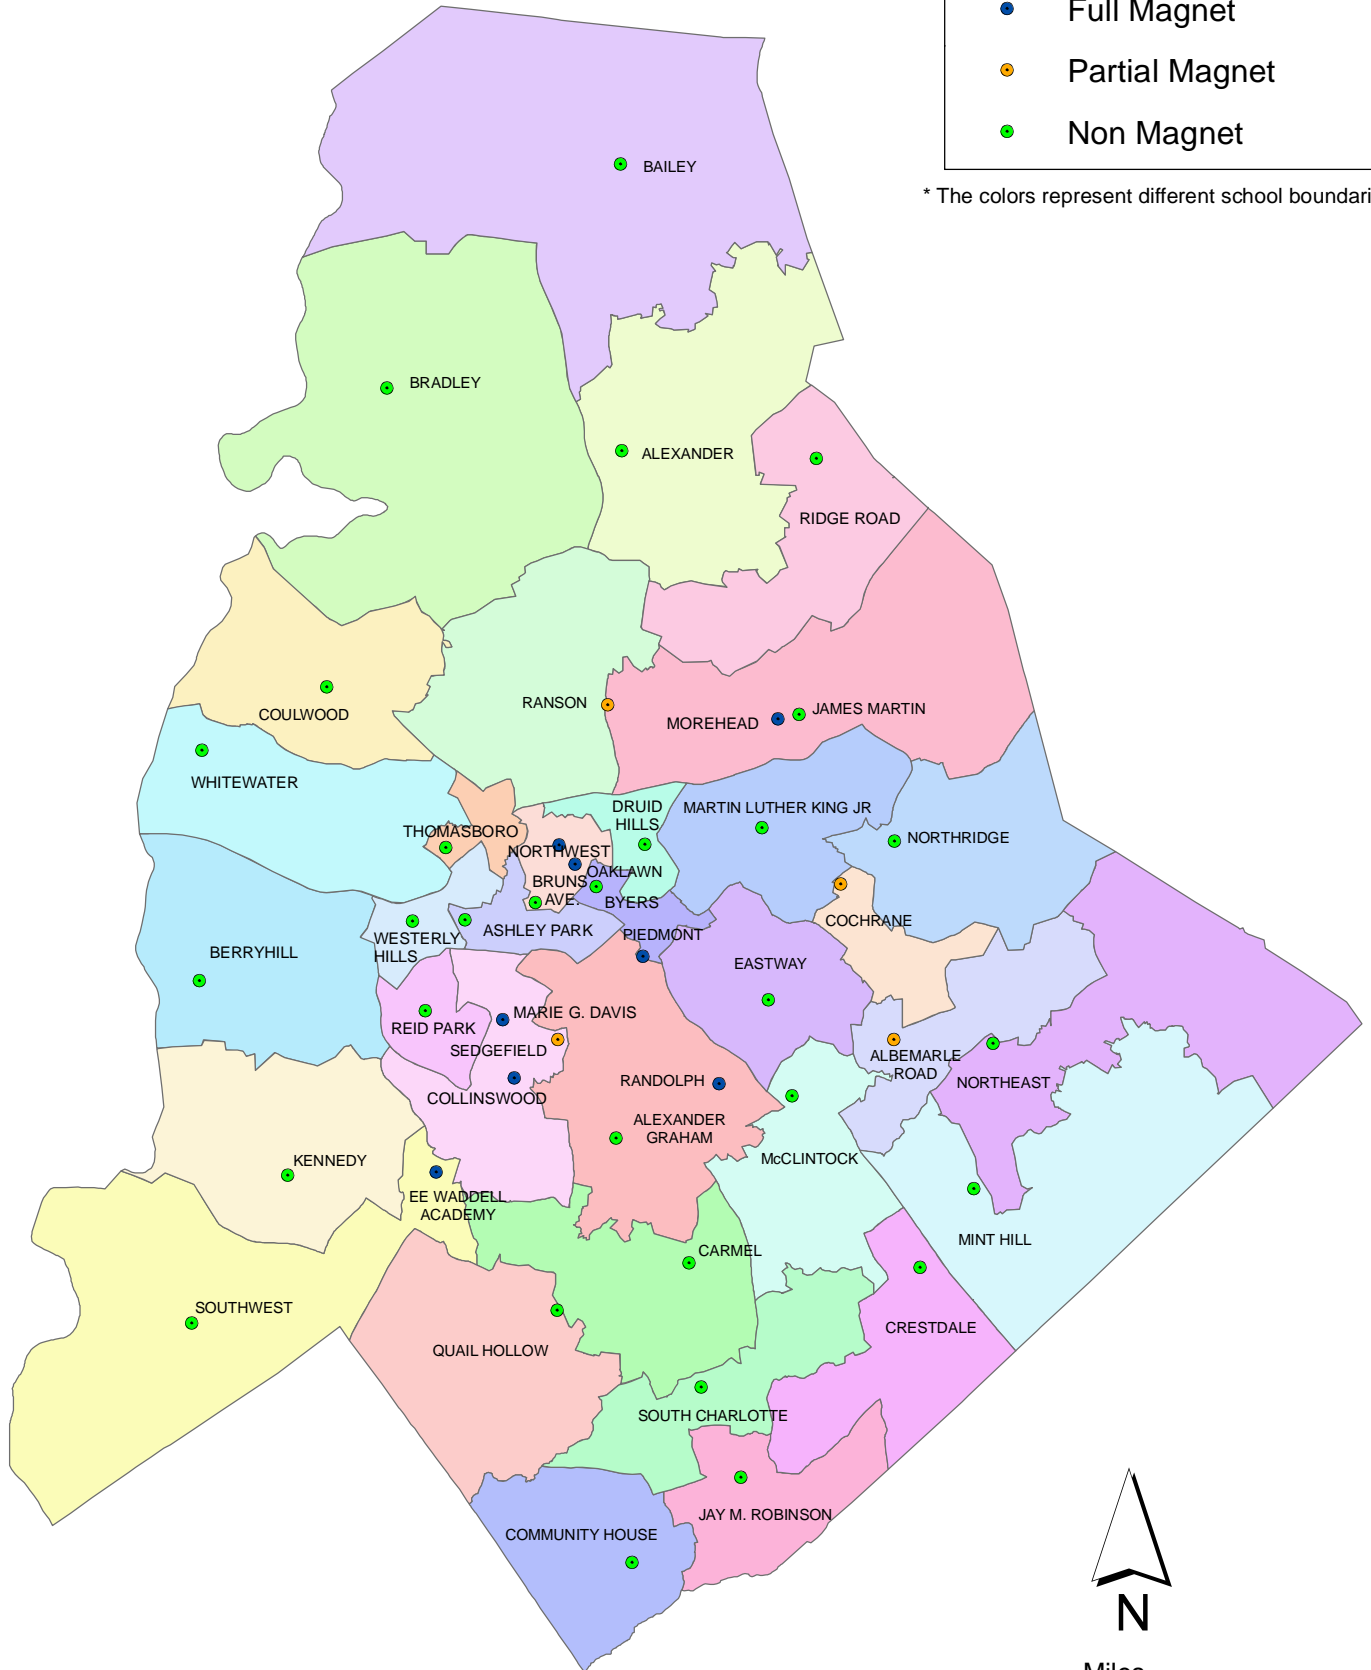 Full Magnet
Partial Magnet
Non Magnet
* The colors represent different school boundari
BAILEY
BRADLEY
ALEXANDER
RIDGE ROAD
RANSON
COULWOOD
MOREHEAD
JAMES MARTIN
WHITEWATER
DRUID
HILLS
MARTIN LUTHER KING JR
THOMASBORO
NORTHRIDGE
NORTHWEST
OAKLAWN
BRUNS
AVE.
BYERS
COCHRANE
ASHLEY PARK
PIEDMONT
WESTERLY
HILLS
BERRYHILL
EASTWAY
MARIE G. DAVIS
REID PARK
SEDGEFIELD
ALBEMARLE
ROAD
NORTHEAST
RANDOLPH
COLLINSWOOD
ALEXANDER
GRAHAM
McCLINTOCK
KENNEDY
EE WADDELL
ACADEMY
MINT HILL
CARMEL
SOUTHWEST
CRESTDALE
QUAIL HOLLOW
SOUTH CHARLOTTE
JAY M. ROBINSON
COMMUNITY HOUSE
N
Miles